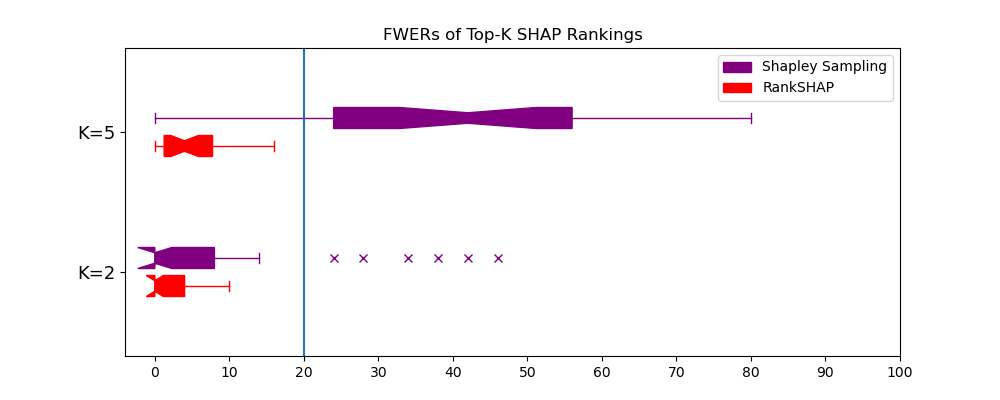 FWERs of Top-K SHAP Rankings
Shapley Sampling
RankSHAP
K=5
K=2
0 10 20 30 40 50 60 70 80 90 100